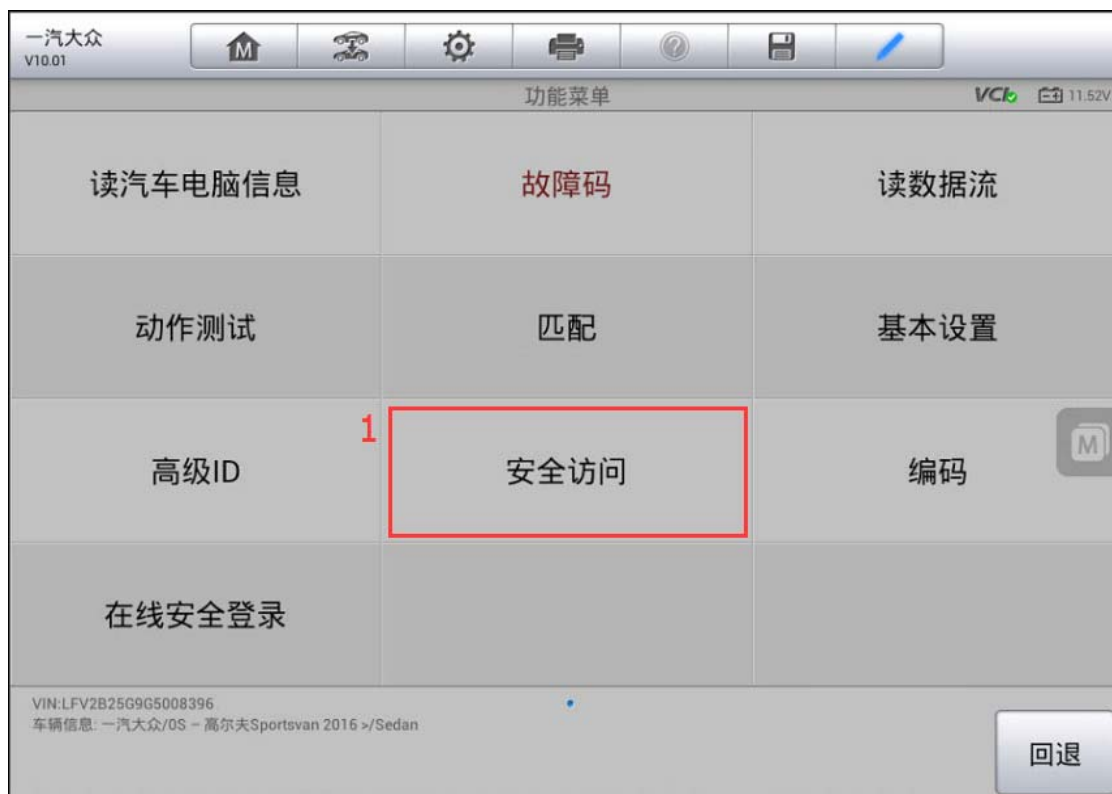 一汽大众
V10.01
M
功能菜单
VCI
11.52V
读汽车电脑信息
故障码
读数据流
动作测试
匹配
基本设置
1
高级ID
安全访问
编码
M
在线安全登录
VIN:LFV2B25G9G5008396
车辆信息: 一汽大众/0S – 高尔夫Sportsvan 2016 >/Sedan
回退